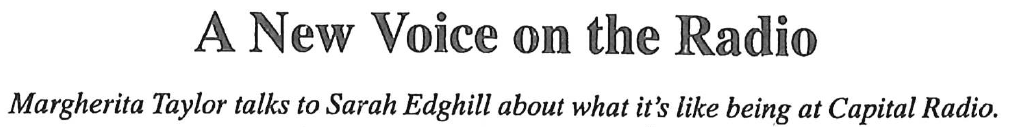 A New Voice on the Radio
Margherita Taylor talks to Sarah Edghill about what it's like being at Capital Radio.